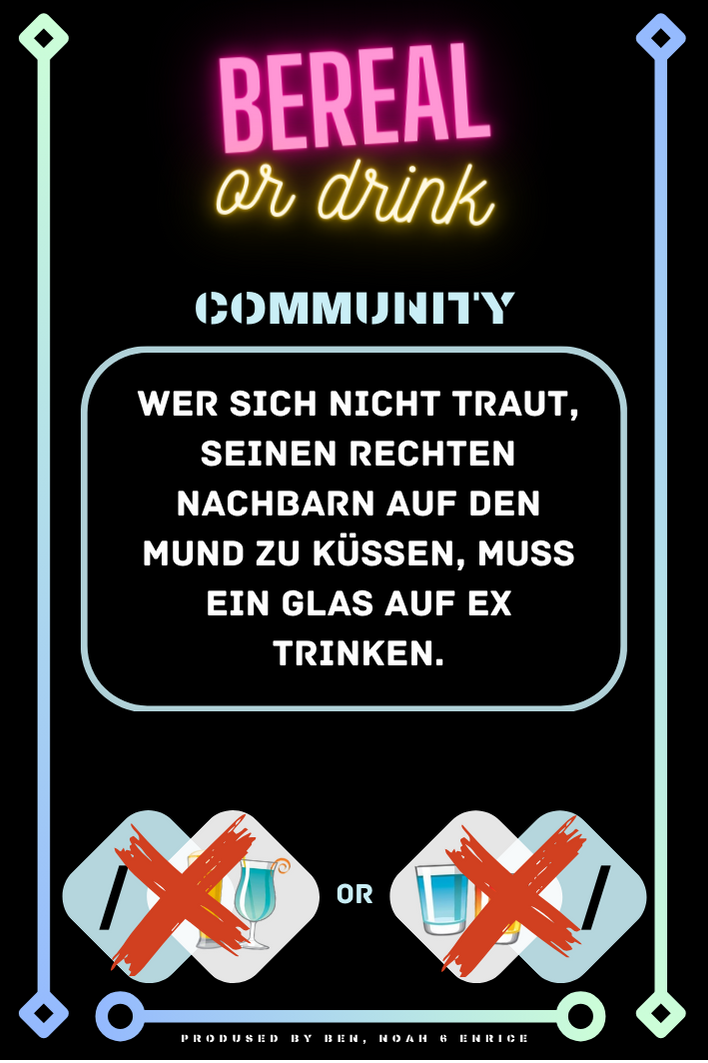 BEREAL
or drink
COMMUNITY
WER SICH NICHT TRAUT,
SEINEN RECHTEN
NACHBARN AUF DEN
MUND ZU KÜSSEN, MUSS
EIN GLAS AUF EX
TRINKEN.
/ OR /
PRODUSED BY BEN, NOAH & ENRICE